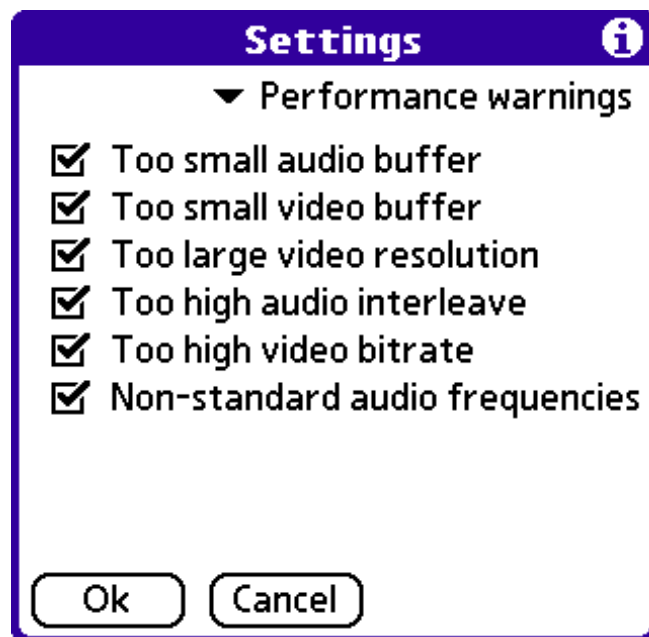 Settings
Performance warnings
Too small audio buffer
Too small video buffer
Too large video resolution
Too high audio interleave
Too high video bitrate
Non-standard audio frequencies
Ok Cancel